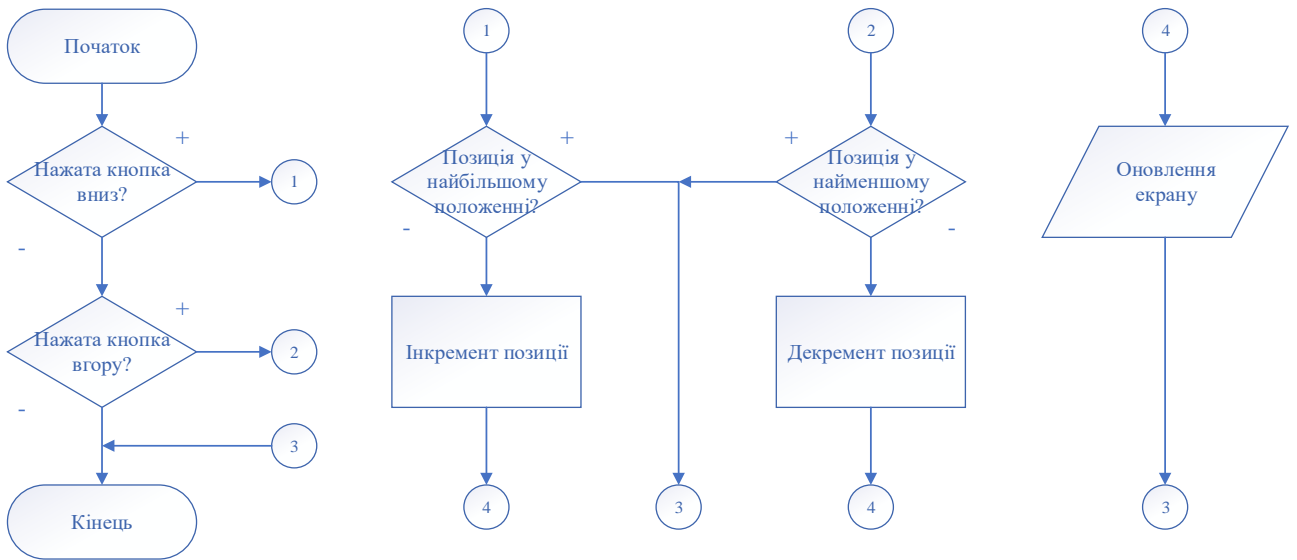 Початок
+
Нажата кнопка
вниз?
1
-
+
Нажата кнопка
вгору?
2
-
3
Кінець
1
+
Позиція у
найбільшому
положенні?
-
Інкремент позиції
4
3
2
+
Позиція у
найменшому
положенні?
-
Декремент позиції
4
4
Оновлення
екрану
3